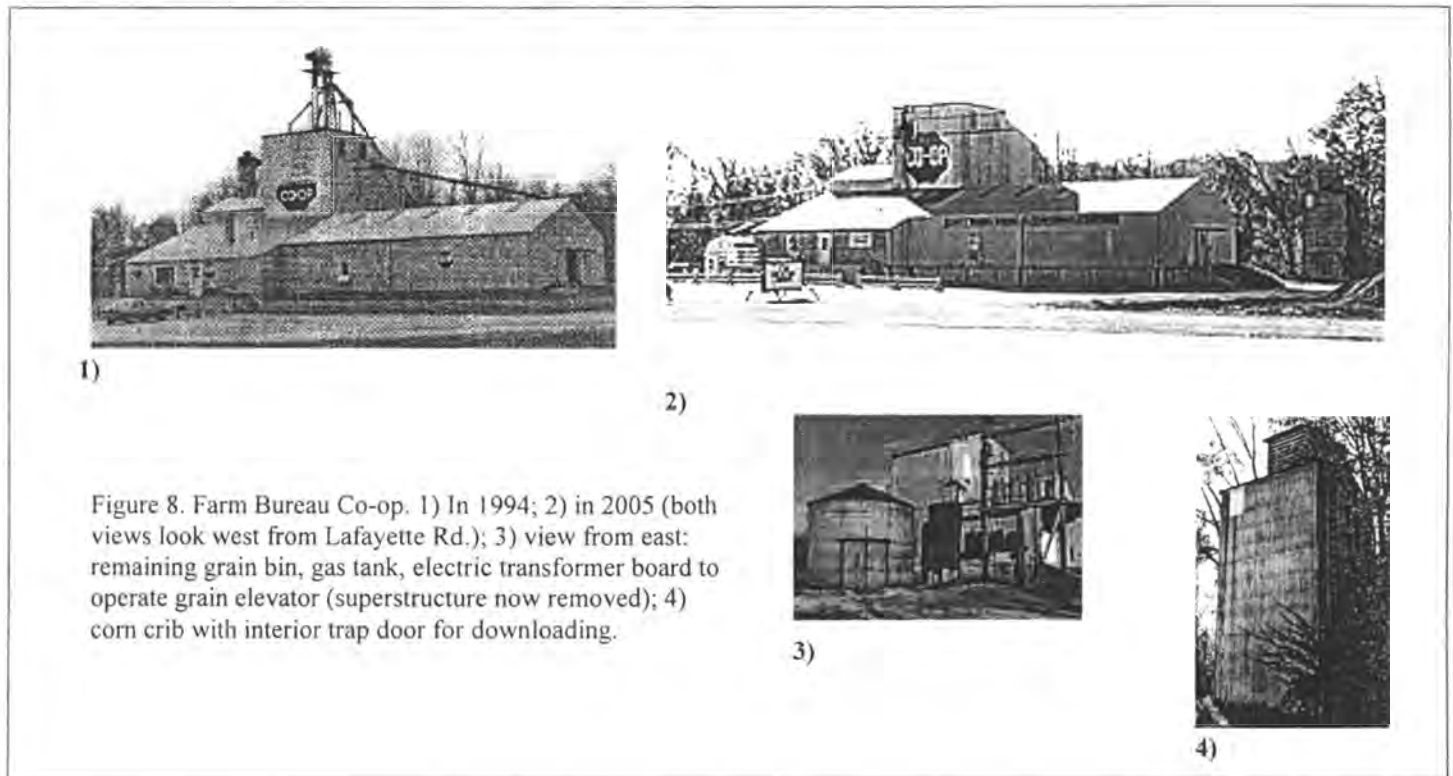 CO-OP
CO-OP
1)
2)
Figure 8. Farm Bureau Co-op. 1) In 1994; 2) in 2005 (both
views look west from Lafayette Rd.); 3) view from east:
remaining grain bin, gas tank, electric transformer board to
operate grain elevator (superstructure now removed); 4)
corn crib with interior trap door for downloading.
3)
4)